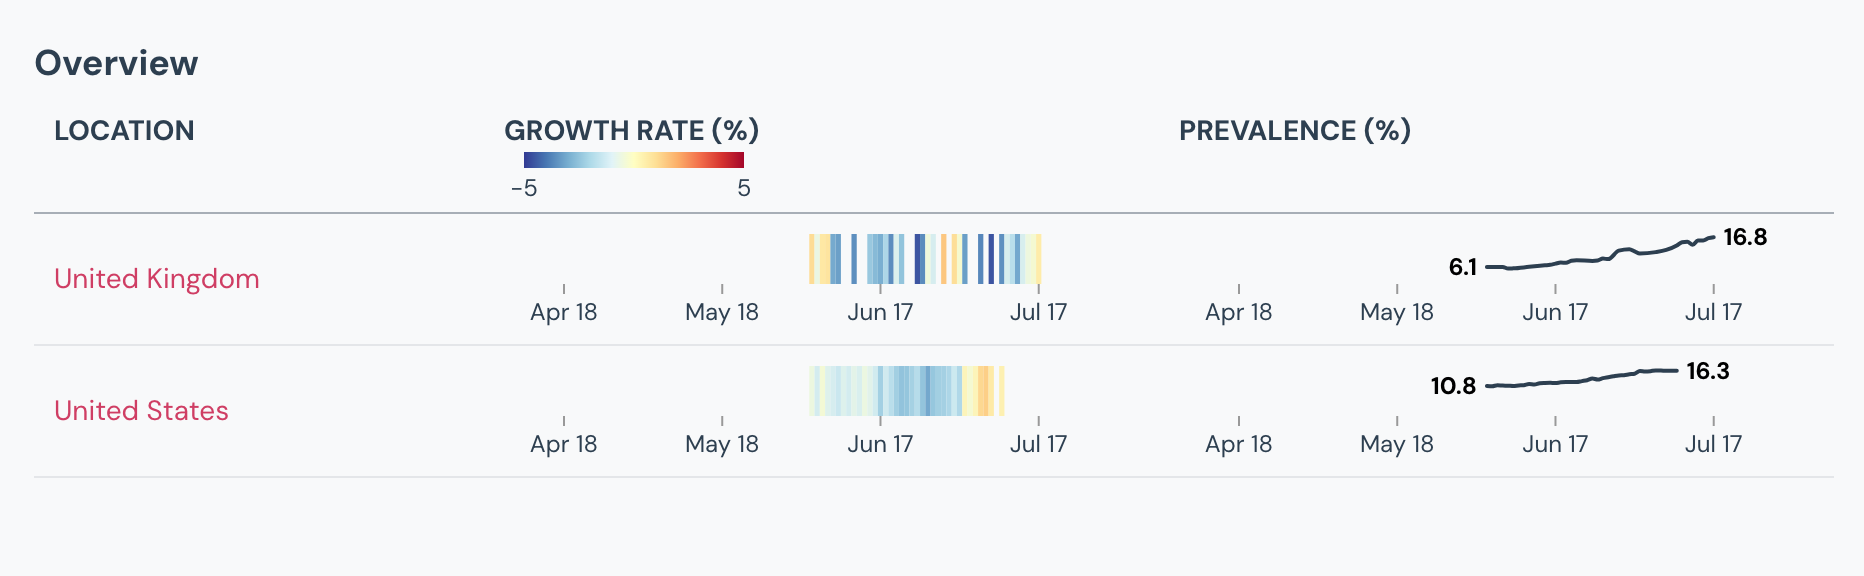 Overview
LOCATION GROWTH RATE (%) PREVALENCE (%)
−5 5
United Kingdom
Apr 18 May 18 Jun 17 Jul 17
6.1 16.8
Apr 18 May 18 Jun 17 Jul 17
United States
Apr 18 May 18 Jun 17 Jul 17
10.8 16.3
Apr 18 May 18 Jun 17 Jul 17